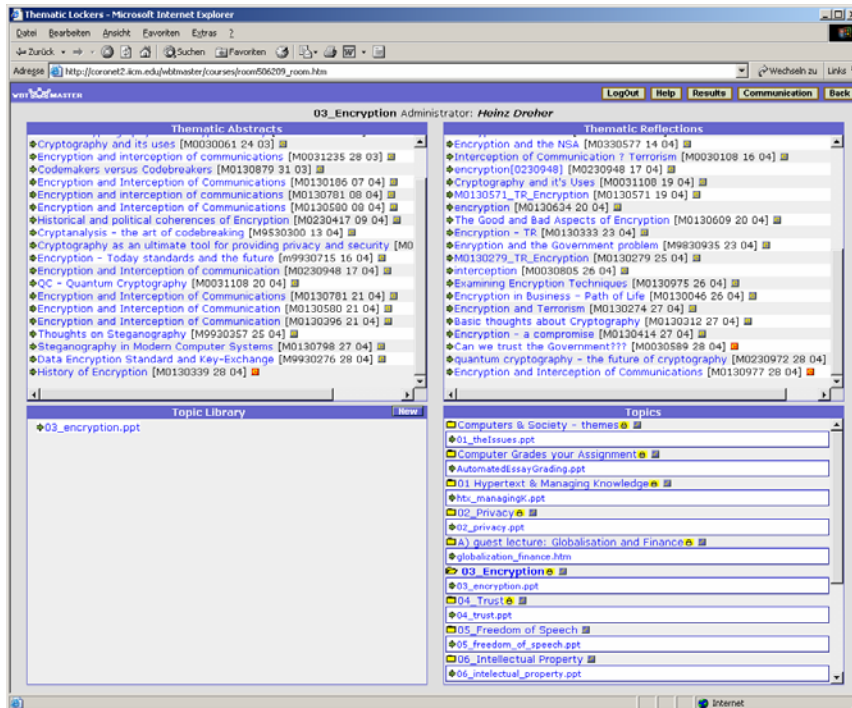 Thematic Lockers - Microsoft Internet Explorer
Datei Bearbeiten Ansicht Favoriten Extras ?
Zurück Suchen Favoriten
Adresse http://coronet2.iicm.edu/wbtmaster/courses/room506209_room.htm Wechseln zu Links
WBT MASTER LogOut Help Results Communication Back
03_Encryption Administrator: Heinz Dreher
Thematic Abstracts
Cryptography and its uses [M0030061 24 03]
Encryption and interception of communications [M0031235 28 03]
Codemakers versus Codebreakers [M0130879 31 03]
Encryption and Interception of Communications [M0130186 07 04]
Encryption and Interception of communications [M0130781 08 04]
Encryption and Interception of Communications [M0130580 08 04]
Historical and political coherences of Encryption [M0230417 09 04]
Cryptanalysis - the art of codebreaking [M9530300 13 04]
Cryptography as an ultimate tool for providing privacy and security [M0
Encryption - Today standards and the future [m9930715 16 04]
Encryption and Interception of communication [M0230948 17 04]
QC - Quantum Cryptography [M0031108 20 04]
Encryption and Interception of Communications [M0130781 21 04]
Encryption and Interception of Communications [M0130580 21 04]
Encryption and Interception of Communications [M0130396 21 04]
Thoughts on Steganography [M9930357 25 04]
Steganography in Modern Computer Systems [M0130798 27 04]
Data Encryption Standard and Key-Exchange [M9930276 28 04]
History of Encryption [M0130339 28 04]
Thematic Reflections
Encryption and the NSA [M0330577 14 04]
Interception of Communication ? Terrorism [M0030108 16 04]
encryption[0230948] [M0230948 17 04]
Cryptography and it's Uses [M0031108 19 04]
M0130571_TR_Encryption [M0130571 19 04]
encryption [M0130634 20 04]
The Good and Bad Aspects of Encryption [M0130609 20 04]
Encryption - TR [M0130333 23 04]
Enryption and the Government problem [M9830935 23 04]
M0130279_TR_Encryption [M0130279 25 04]
interception [M0030805 26 04]
Examining Encryption Techniques [M0130975 26 04]
Encryption in Business - Path of Life [M0130046 26 04]
Encryption and Terrorism [M0130274 27 04]
Basic thoughts about Cryptography [M0130312 27 04]
Encryption - a compromise [M0130414 27 04]
Can we trust the Government??? [M0030589 28 04]
quantum cryptography - the future of cryptography [M0230972 28 04]
Encryption and Interception of Communications [M0130977 28 04]
Topic Library New
03_encryption.ppt
Topics
Computers & Society - themes
01_theIssues.ppt
Computer Grades your Assignment
AutomatedEssayGrading.ppt
01 Hypertext & Managing Knowledge
htx_managingK.ppt
02_Privacy
02_privacy.ppt
A) guest lecture: Globalisation and Finance
globalization_finance.htm
03_Encryption
03_encryption.ppt
04_Trust
04_trust.ppt
05_Freedom of Speech
05_freedom_of_speech.ppt
06_Intellectual Property
06_intelectual_property.ppt
Internet